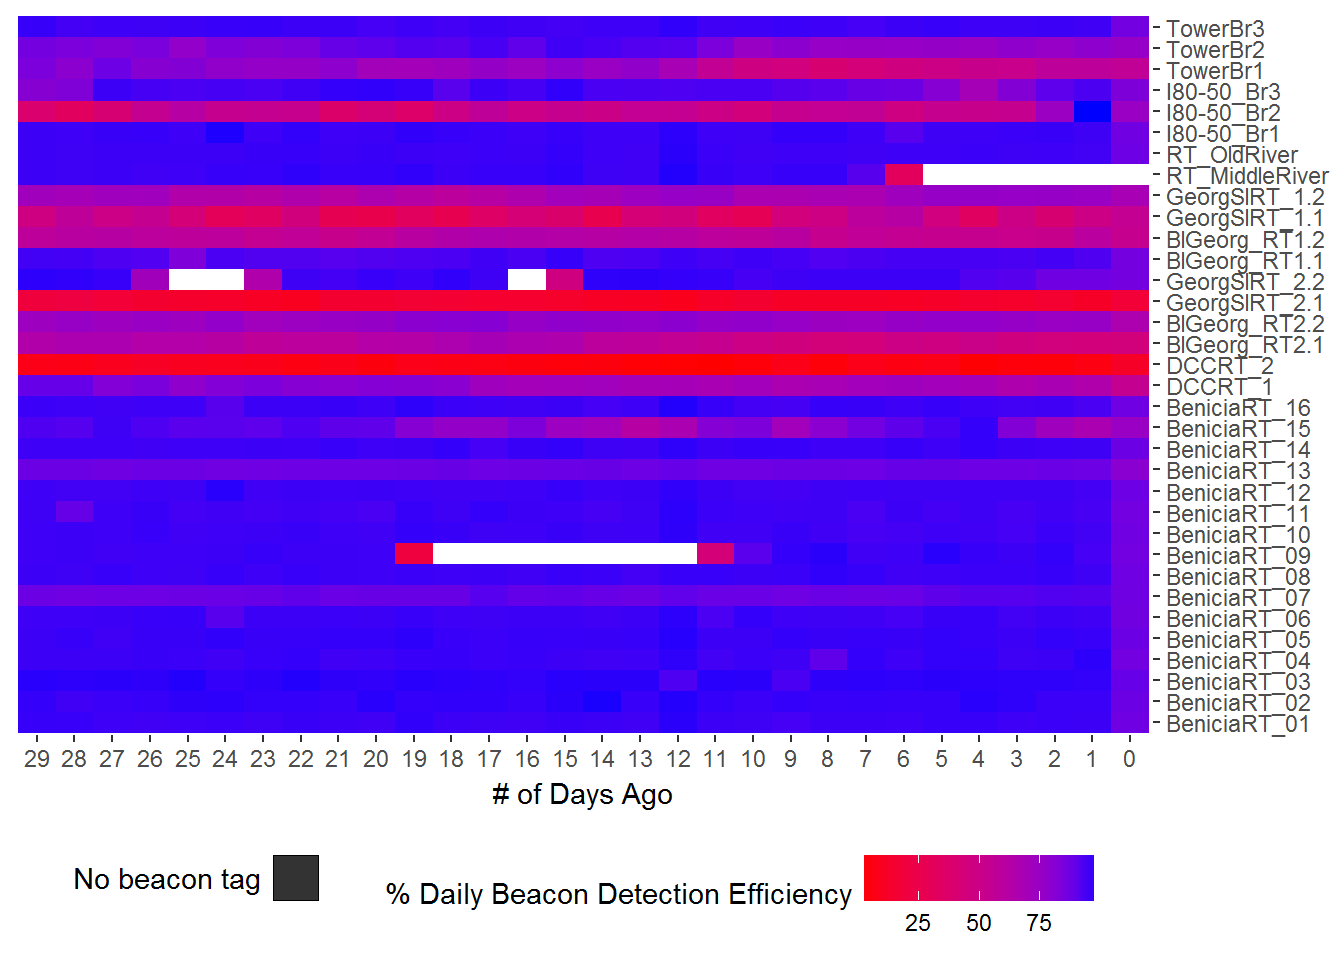 TowerBr3
TowerBr2
TowerBr1
I80-50_Br3
I80-50_Br2
I80-50_Br1
RT_OldRiver
RT_MiddleRiver
GeorgSlRT_1.2
GeorgSlRT_1.1
BlGeorg_RT1.2
BlGeorg_RT1.1
GeorgSlRT_2.2
GeorgSlRT_2.1
BlGeorg_RT2.2
BlGeorg_RT2.1
DCCRT_2
DCCRT_1
BeniciaRT_16
BeniciaRT_15
BeniciaRT_14
BeniciaRT_13
BeniciaRT_12
BeniciaRT_11
BeniciaRT_10
BeniciaRT_09
BeniciaRT_08
BeniciaRT_07
BeniciaRT_06
BeniciaRT_05
BeniciaRT_04
BeniciaRT_03
BeniciaRT_02
BeniciaRT_01
29 28 27 26 25 24 23 22 21 20 19 18 17 16 15 14 13 12 11 10 9 8 7 6 5 4 3 2 1 0
# of Days Ago
No beacon tag
% Daily Beacon Detection Efficiency
25 50 75